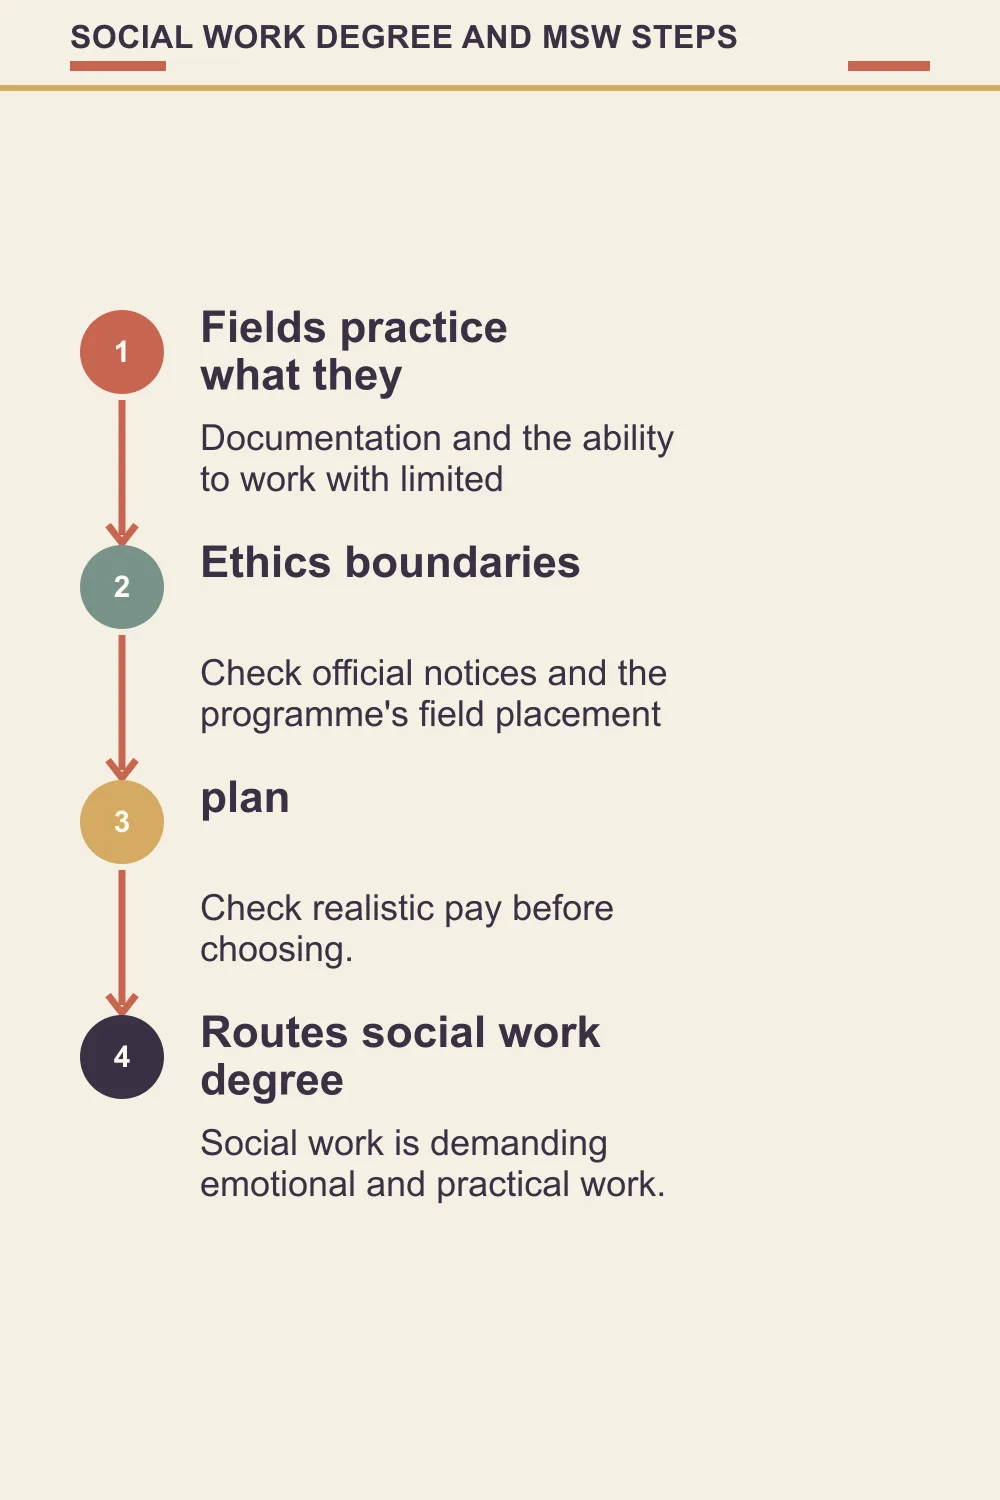 SOCIAL WORK DEGREE AND MSW STEPS
1
Fields practice
what they
Documentation and the ability
to work with limited
2
Ethics boundaries
Check official notices and the
programme's field placement
3
plan
Check realistic pay before
choosing.
4
Routes social work
degree
Social work is demanding
emotional and practical work.